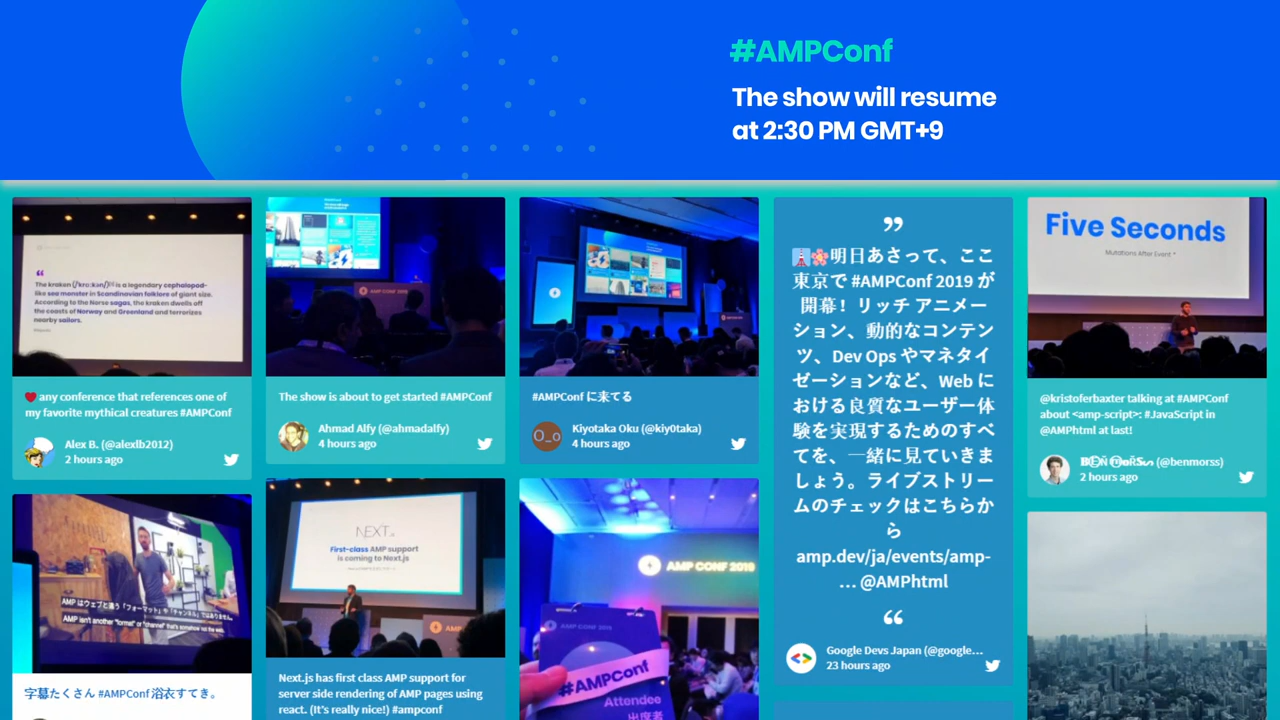 #AMPConf
The show will resume
at 2:30 PM GMT+9
“
The kraken (/ˈkrɑːkən/)[1] is a legendary cephalopod-
like sea monster in Scandinavian folklore of giant size.
According to the Norse sagas, the kraken dwells off
the coasts of Norway and Greenland and terrorizes
nearby sailors.
❤️any conference that references one of
my favorite mythical creatures #AMPConf
Alex B. (@alexlb2012)
2 hours ago
AMP はウェブと違う「フォーマット」や「チャンネル」ではありません。
AMP isn't another "format" or "channel" that's somehow not the web.
字幕たくさん #AMPConf 浴衣すてき。
AMP CONF 2019
The show is about to get started #AMPConf
Ahmad Alfy (@ahmadalfy)
4 hours ago
NEXT.js
First-class AMP support
is coming to Next.js
AMP CONF
Next.js has first class AMP support for
server side rendering of AMP pages using
react. (It's really nice!) #ampconf
#AMPConf に来てる
O_o
Kiyotaka Oku (@kiy0taka)
4 hours ago
AMP CONF 2019
AMP CONF 2019
#AMPConf
Attendee
出席者
”
🗼🌸明日あさって、ここ
東京で #AMPConf 2019 が
開幕！リッチ アニメー
ション、動的なコンテン
ツ、Dev Ops やマネタイ
ゼーションなど、Web に
おける良質なユーザー体
験を実現するためのすべ
てを、一緒に見ていきま
しょう。ライブストリー
ムのチェックはこちらか
ら
amp.dev/ja/events/amp-
... @AMPhtml
“
Google Devs Japan (@google...
23 hours ago
Five Seconds
Mutations After Event *
@kristoferbaxter talking at #AMPConf
about <amp-script>: #JavaScript in
@AMPhtml at last!
(@benmorss)
2 hours ago